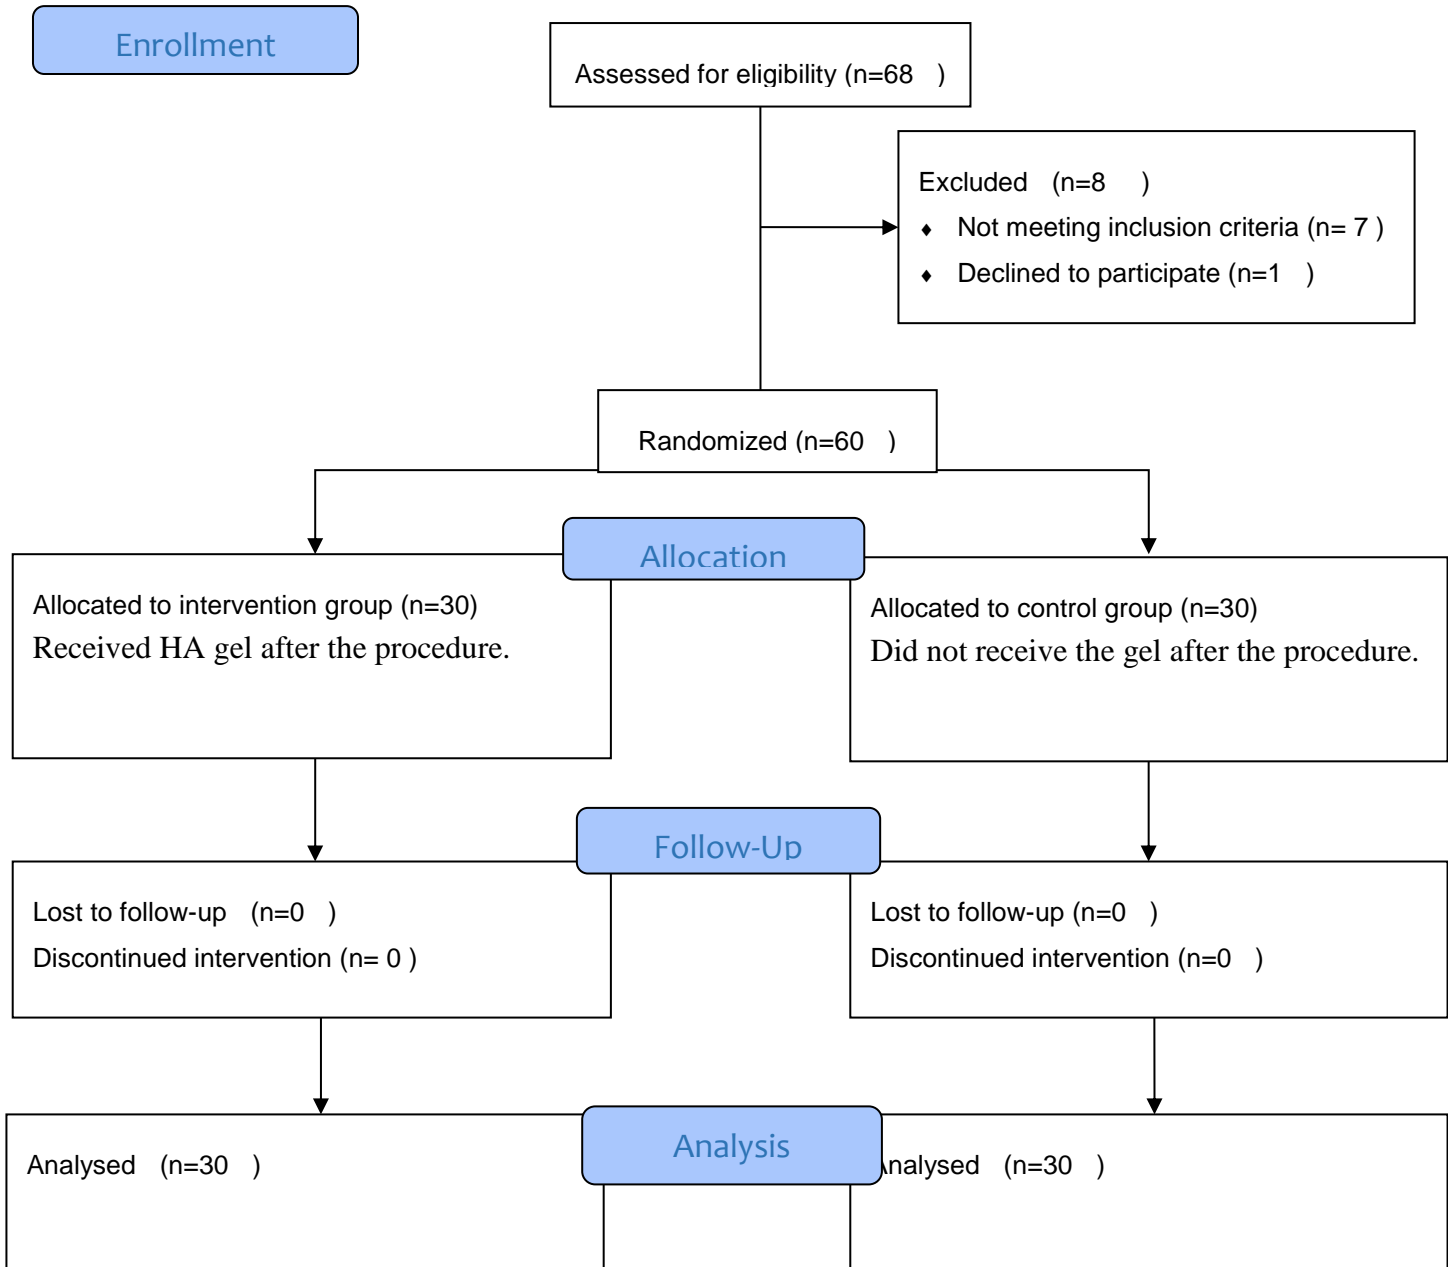 Enrollment
Assessed for eligibility (n=68 )
Excluded (n=8 )
♦ Not meeting inclusion criteria (n= 7 )
♦ Declined to participate (n=1 )
Randomized (n=60 )
Allocation
Allocated to intervention group (n=30)
Received HA gel after the procedure.
Allocated to control group (n=30)
Did not receive the gel after the procedure.
Follow-Up
Lost to follow-up (n=0 )
Discontinued intervention (n= 0 )
Lost to follow-up (n=0 )
Discontinued intervention (n=0 )
Analysis
Analysed (n=30 )
Analysed (n=30 )